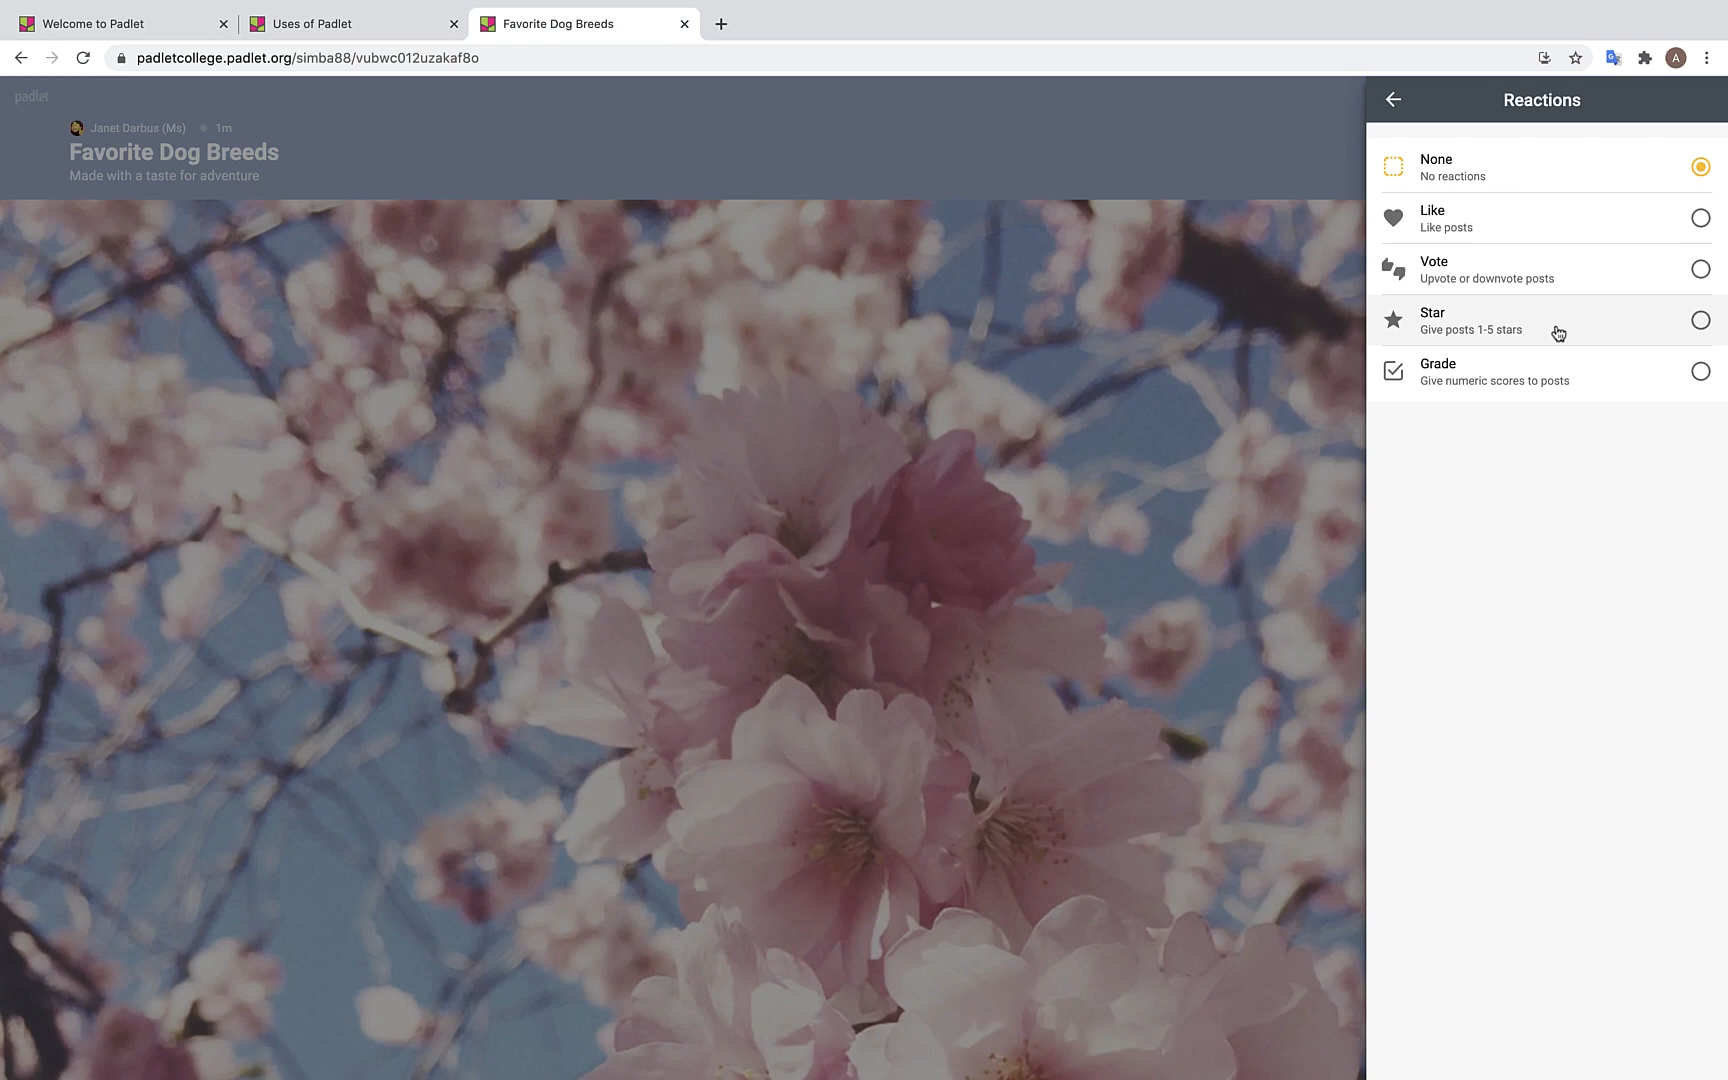 Welcome to Padlet
Uses of Padlet
Favorite Dog Breeds
padletcollege.padlet.org/simba88/vubwc012uzakaf8o
A
padlet
Janet Darbus (Ms) 1m
Favorite Dog Breeds
Made with a taste for adventure
Reactions
None
No reactions
Like
Like posts
Vote
Upvote or downvote posts
Star
Give posts 1-5 stars
Grade
Give numeric scores to posts